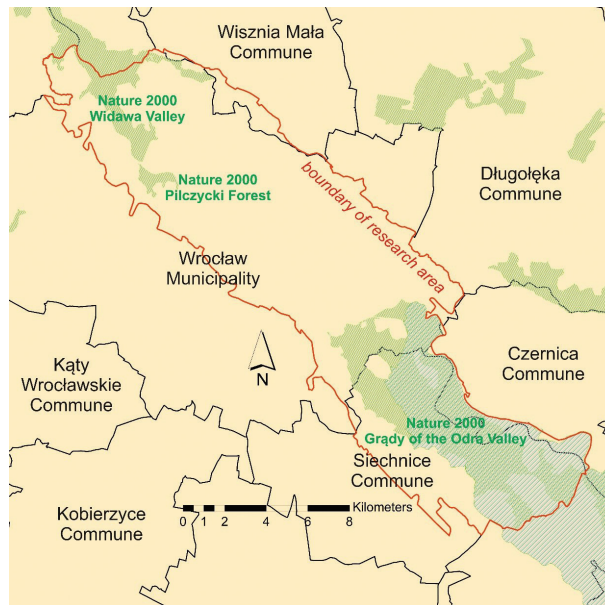 Wisznia Mała
Commune
Nature 2000
Widawa Valley
Długołęka
Commune
Nature 2000
Pilczycki Forest
boundary of research area
Wrocław
Municipality
Kąty
Wrocławskie
Commune
N
Czernica
Commune
Nature 2000
Grądy of the Odra Valley
Siechnice
Commune
Kilometers
0 1 2 4 6 8
Kobierzyce
Commune